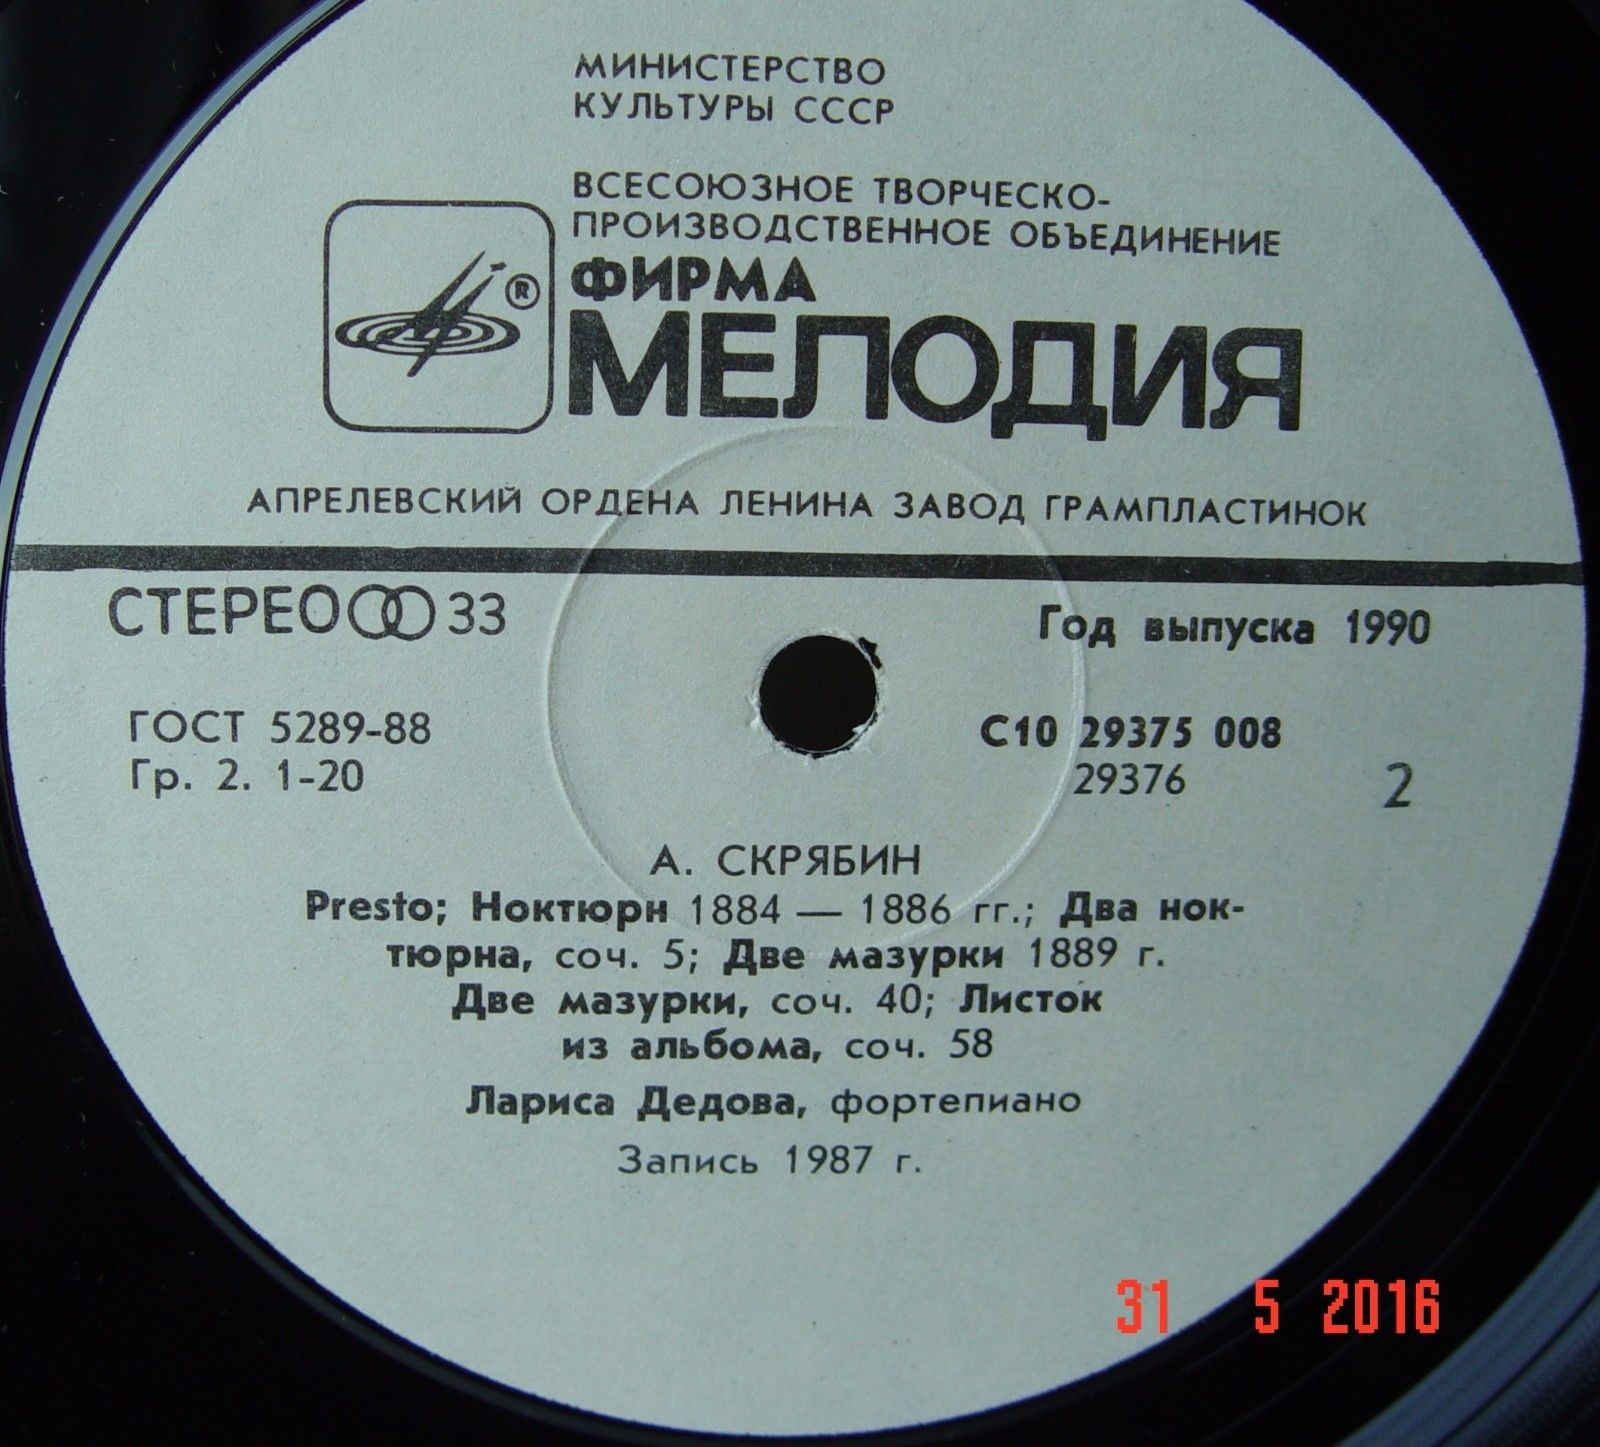 МИНИСТЕРСТВО
КУЛЬТУРЫ СССР
ВСЕСОЮЗНОЕ ТВОРЧЕСКО-
ПРОИЗВОДСТВЕННОЕ ОБЪЕДИНЕНИЕ
ФИРМА
®
МЕЛОДИЯ
АПРЕЛЕВСКИЙ ОРДЕНА ЛЕНИНА ЗАВОД ГРАМПЛАСТИНОК
СТЕРЕО 33
Год выпуска 1990
ГОСТ 5289-88
Гр. 2. 1-20
С10 29375 008
29376
2
А. СКРЯБИН
Presto; Ноктюрн 1884 — 1886 гг.; Два нок-
тюрна, соч. 5; Две мазурки 1889 г.
Две мазурки, соч. 40; Листок
из альбома, соч. 58
Лариса Дедова, фортепиано
Запись 1987 г.
31 5 2016